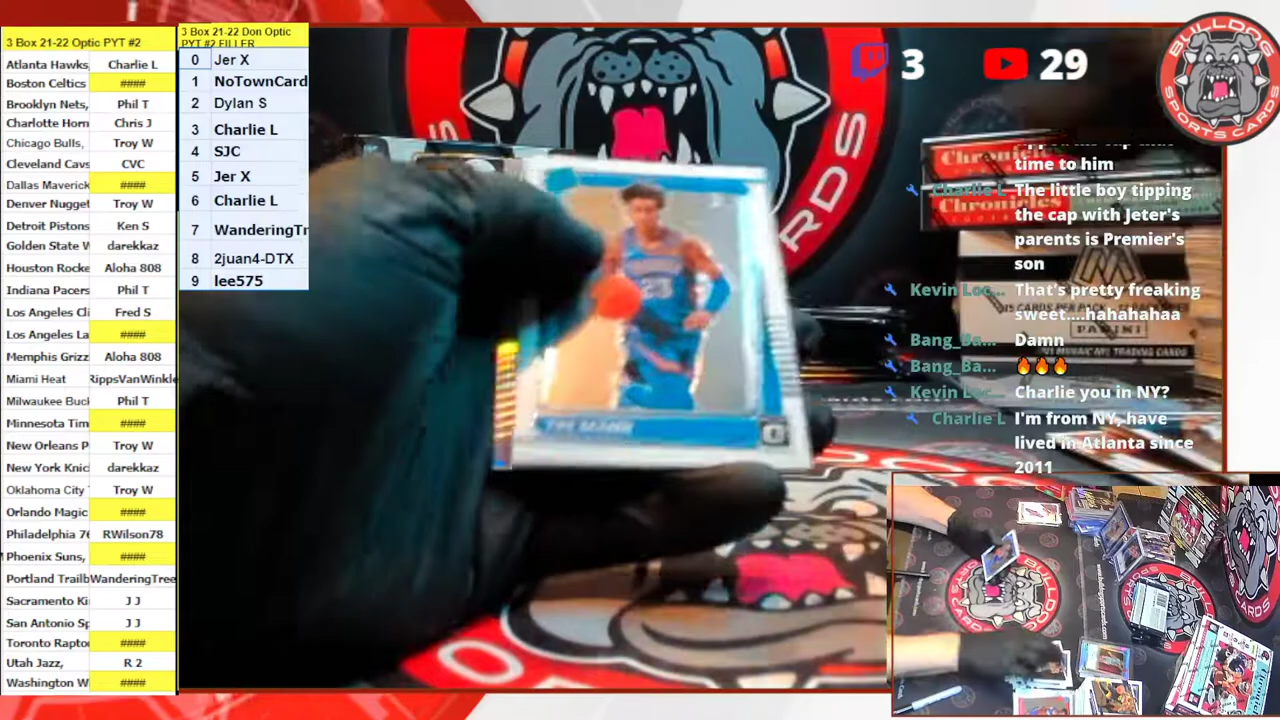 3 Box 21-22 Optic PYT #2
Atlanta Hawks, Charlie L
Boston Celtics ####
Brooklyn Nets, Phil T
Charlotte Horn Chris J
Chicago Bulls, Troy W
Cleveland Cavs CVC
Dallas Maverick ####
Denver Nugget Troy W
Detroit Pistons Ken S
Golden State W darekkaz
Houston Rocke Aloha 808
Indiana Pacers Phil T
Los Angeles Cli Fred S
Los Angeles La ####
Memphis Grizz Aloha 808
Miami Heat RippsVanWinkle
Milwaukee Buck Phil T
Minnesota Tim ####
New Orleans P Troy W
New York Knic darekkaz
Oklahoma City Troy W
Orlando Magic ####
Philadelphia 76 RWilson78
Phoenix Suns, ####
Portland Trailb WanderingTree
Sacramento Ki J J
San Antonio Sp J J
Toronto Rapto ####
Utah Jazz, R 2
Washington W ####
3 Box 21-22 Don Optic
PYT #2 FILLER
0 Jer X
1 NoTownCard
2 Dylan S
3 Charlie L
4 SJC
5 Jer X
6 Charlie L
7 WanderingTr
8 2juan4-DTX
9 lee575
3
29
BULLDOG
SPORTS CARDS
time to him
Charlie L The little boy tipping
the cap with Jeter's
parents is Premier's
son
Kevin Loc... That's pretty freaking
sweet....hahahahaa
Bang_Ba... Damn
Bang_Ba... 🔥🔥🔥
Kevin Loc... Charlie you in NY?
Charlie L I'm from NY, have
lived in Atlanta since
2011
Chronicles
PANINI
RDS
23
MANN